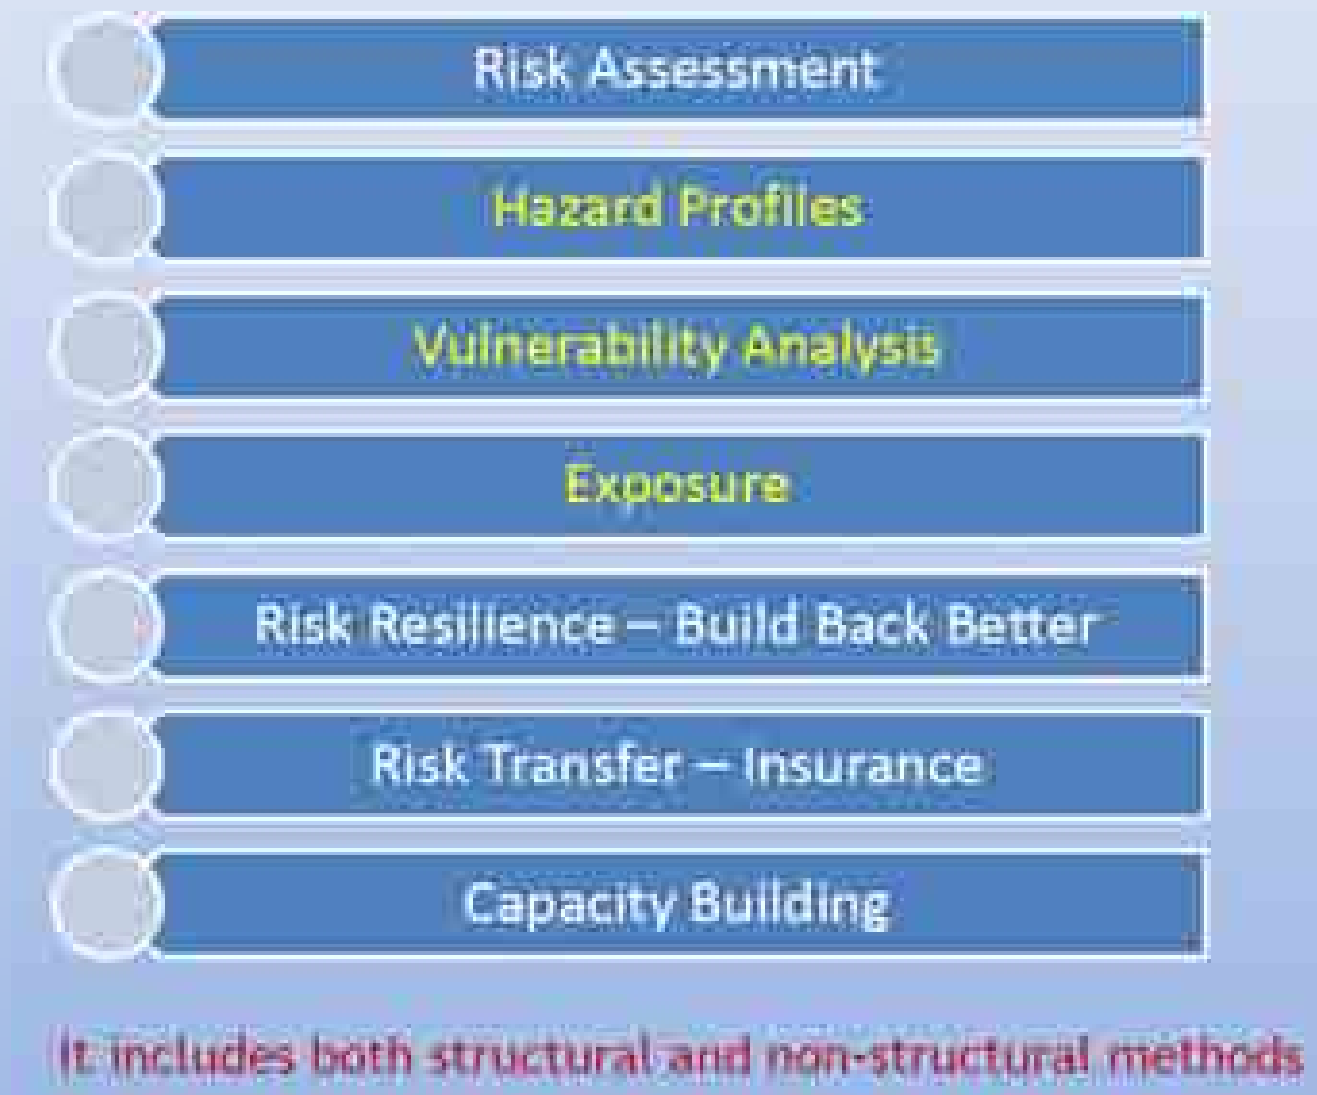 Risk Assessment
Hazard Profiles
Vulnerability Analysis
Exposure
Risk Resilience – Build Back Better
Risk Transfer – Insurance
Capacity Building
It includes both structural and non-structural methods